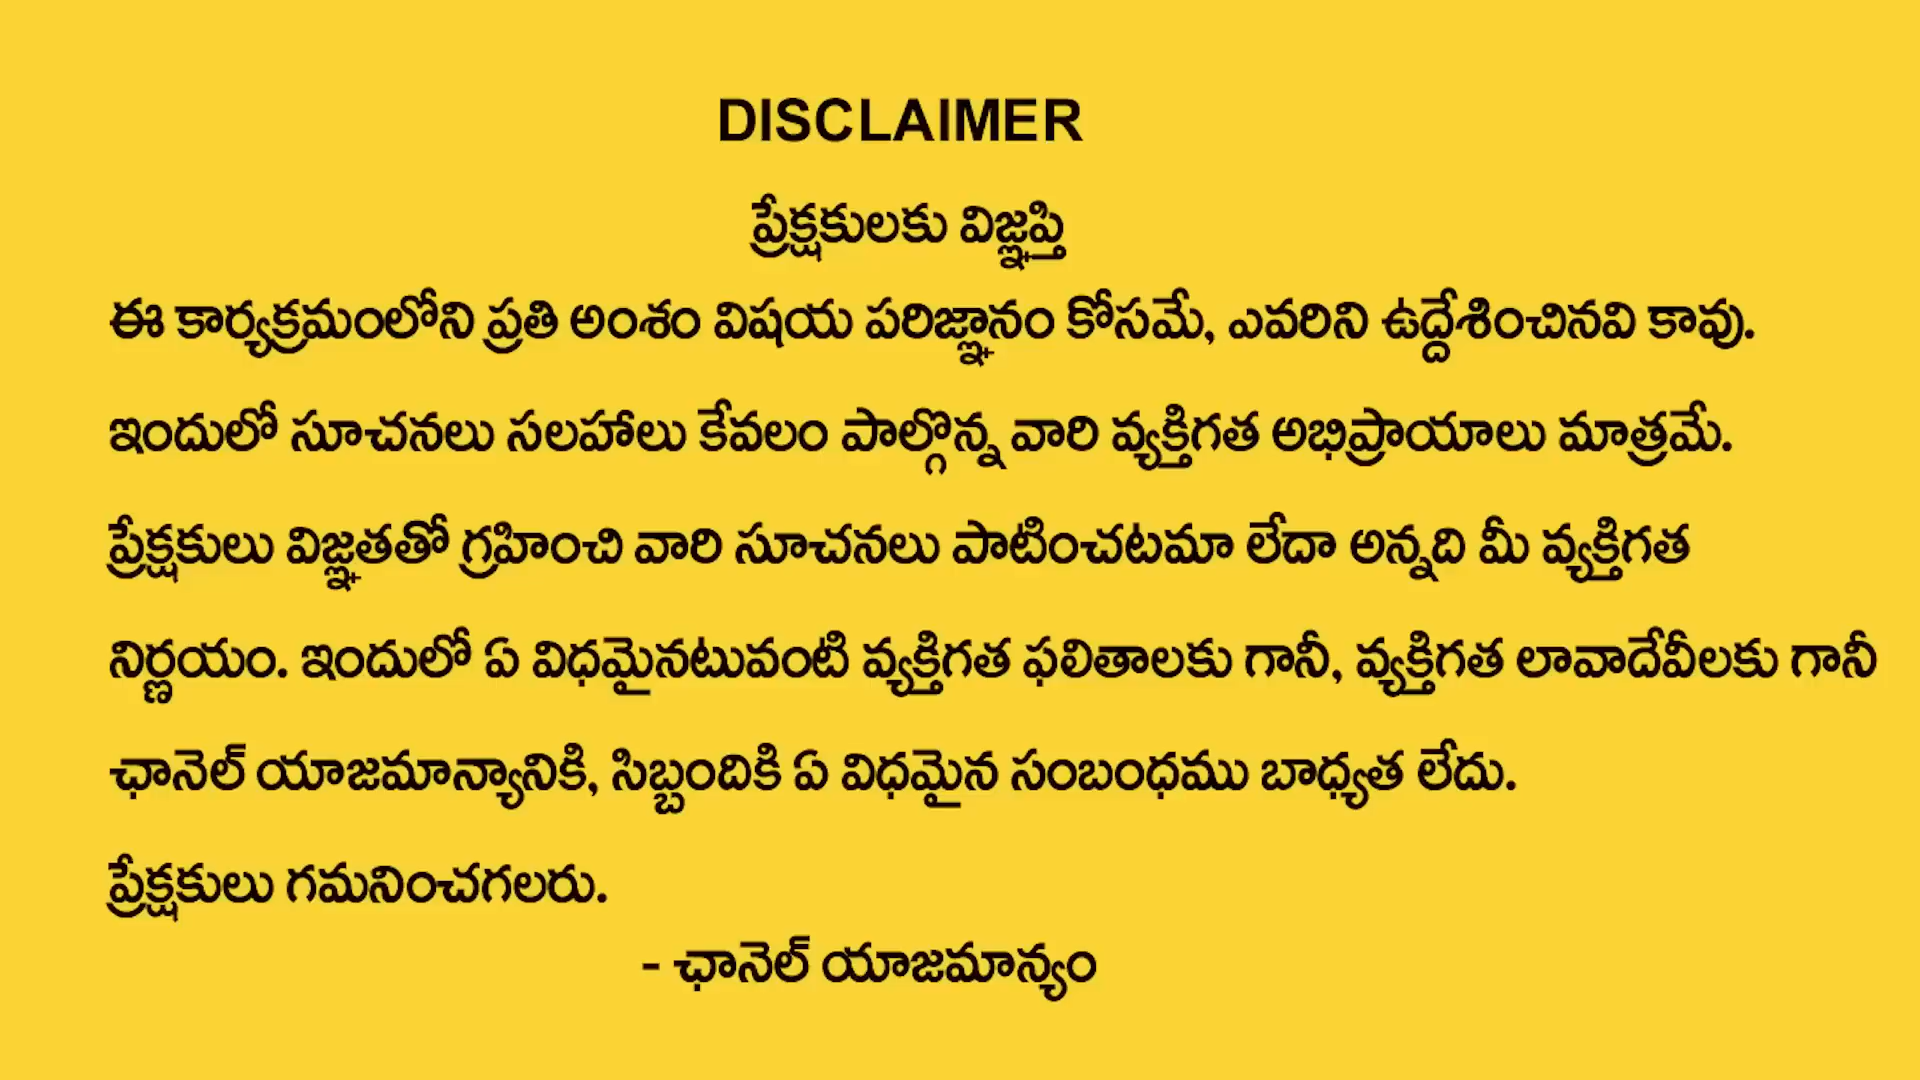 DISCLAIMER
ప్రేక్షకులకు విజ్ఞప్తి
ఈ కార్యక్రమంలోని ప్రతి అంశం విషయ పరిజ్ఞానం కోసమే, ఎవరిని ఉద్దేశించినవి కావు.
ఇందులో సూచనలు సలహాలు కేవలం పాల్గొన్న వారి వ్యక్తిగత అభిప్రాయాలు మాత్రమే.
ప్రేక్షకులు విజ్ఞతతో గ్రహించి వారి సూచనలు పాటించటమా లేదా అన్నది మీ వ్యక్తిగత
నిర్ణయం. ఇందులో ఏ విధమైనటువంటి వ్యక్తిగత ఫలితాలకు గానీ, వ్యక్తిగత లావాదేవీలకు గానీ
ఛానెల్ యాజమాన్యానికి, సిబ్బందికి ఏ విధమైన సంబంధము బాధ్యత లేదు.
ప్రేక్షకులు గమనించగలరు.
- ఛానెల్ యాజమాన్యం